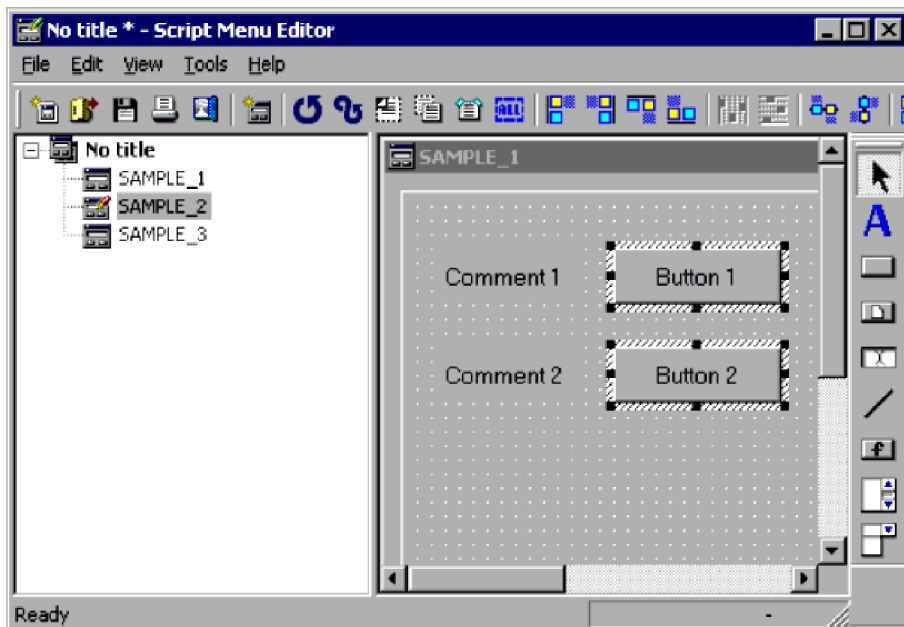 No title * - Script Menu Editor
File Edit View Tools Help
ALL
No title
SAMPLE_1
SAMPLE_2
SAMPLE_3
SAMPLE_1
Comment 1 Button 1
Comment 2 Button 2
A
f
Ready -